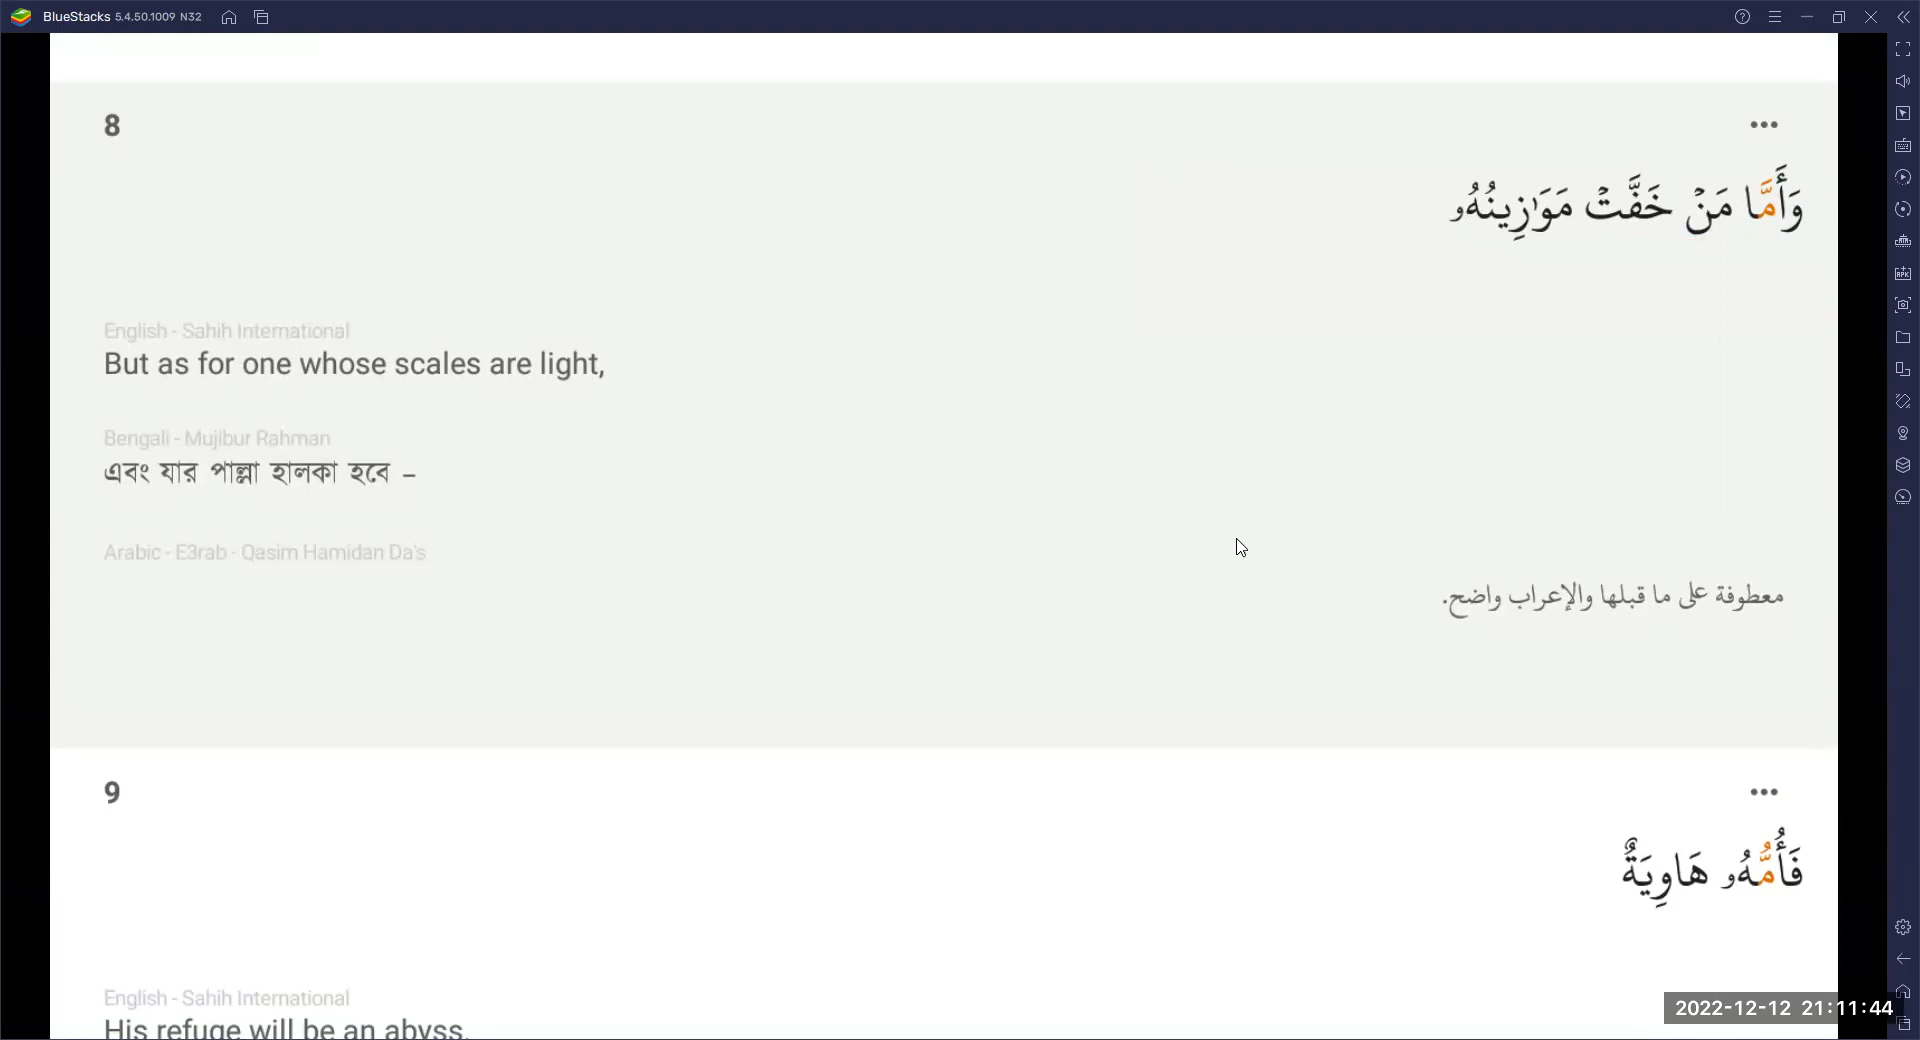 BlueStacks 5.4.50.1009 N32
8
وَأَمَّا مَنۡ خَفَّتۡ مَوَٰزِينُهُۥ
English - Sahih International
But as for one whose scales are light,
Bengali - Mujibur Rahman
এবং যার পাল্লা হালকা হবে –
Arabic - E3rab - Qasim Hamidan Da's
معطوفة على ما قبلها والإعراب واضح.
9
فَأُمُّهُۥ هَاوِيَةٌ
English - Sahih International
His refuge will be an abyss.
2022-12-12 21:11:44